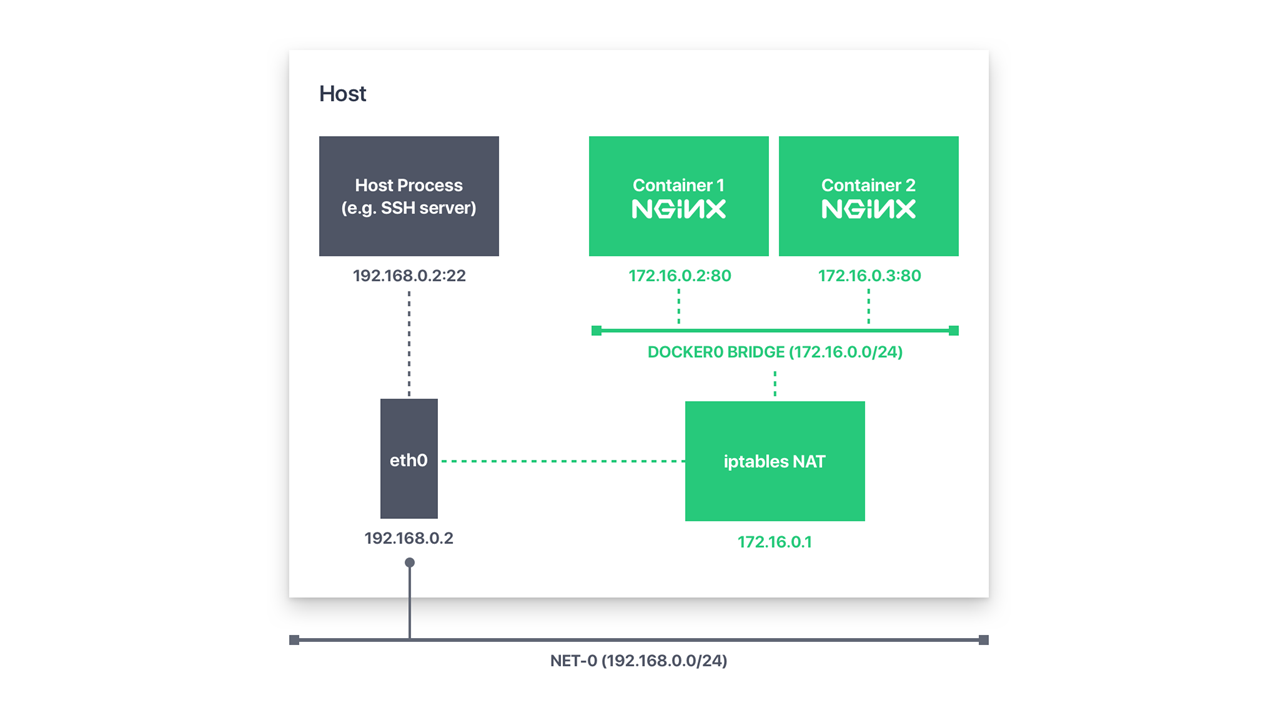 Host
Host Process
(e.g. SSH server)
Container 1
NGINX
Container 2
NGINX
192.168.0.2:22
172.16.0.2:80
172.16.0.3:80
DOCKER0 BRIDGE (172.16.0.0/24)
eth0
iptables NAT
192.168.0.2
172.16.0.1
NET-0 (192.168.0.0/24)